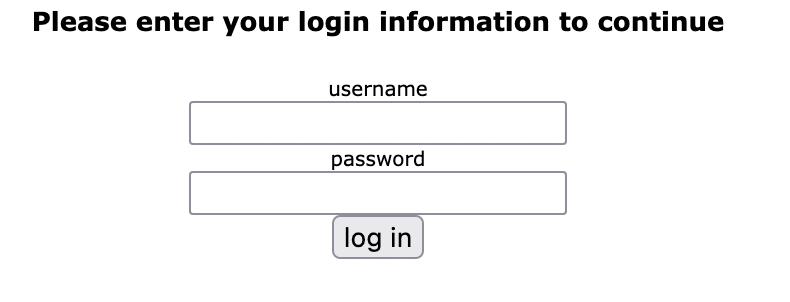 Please enter your login information to continue
username
password
log in